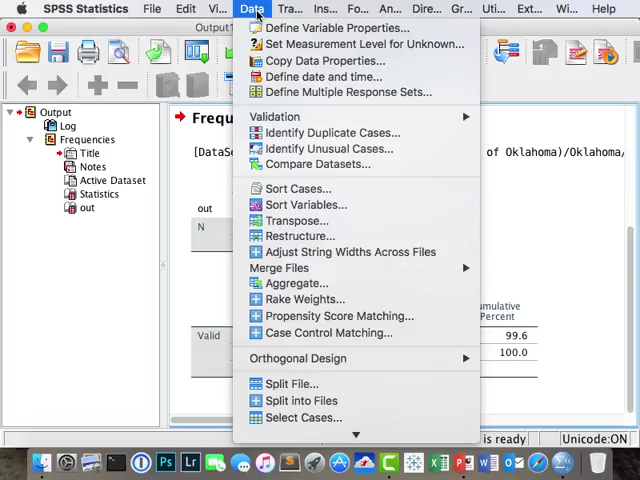 SPSS Statistics File Edit Vi... Data Tra... Ins... Fo... An... Dire... Gr... Uti... Ex... Wi... Help
Output
Define Variable Properties...
Set Measurement Level for Unknown...
Copy Data Properties...
Define date and time...
Define Multiple Response Sets...
Validation
Identify Duplicate Cases...
Identify Unusual Cases...
Compare Datasets...
Sort Cases...
Sort Variables...
Transpose...
Restructure...
Adjust String Widths Across Files
Merge Files
Aggregate...
Rake Weights...
Propensity Score Matching...
Case Control Matching...
Orthogonal Design
Split File...
Split into Files
Select Cases...
Output
Log
Frequencies
Title
Notes
Active Dataset
Statistics
out
Frequ
[DataSe
of Oklahoma)/Oklahoma/
out
N
umulative
Percent
Valid 99.6
100.0
is ready Unicode:ON